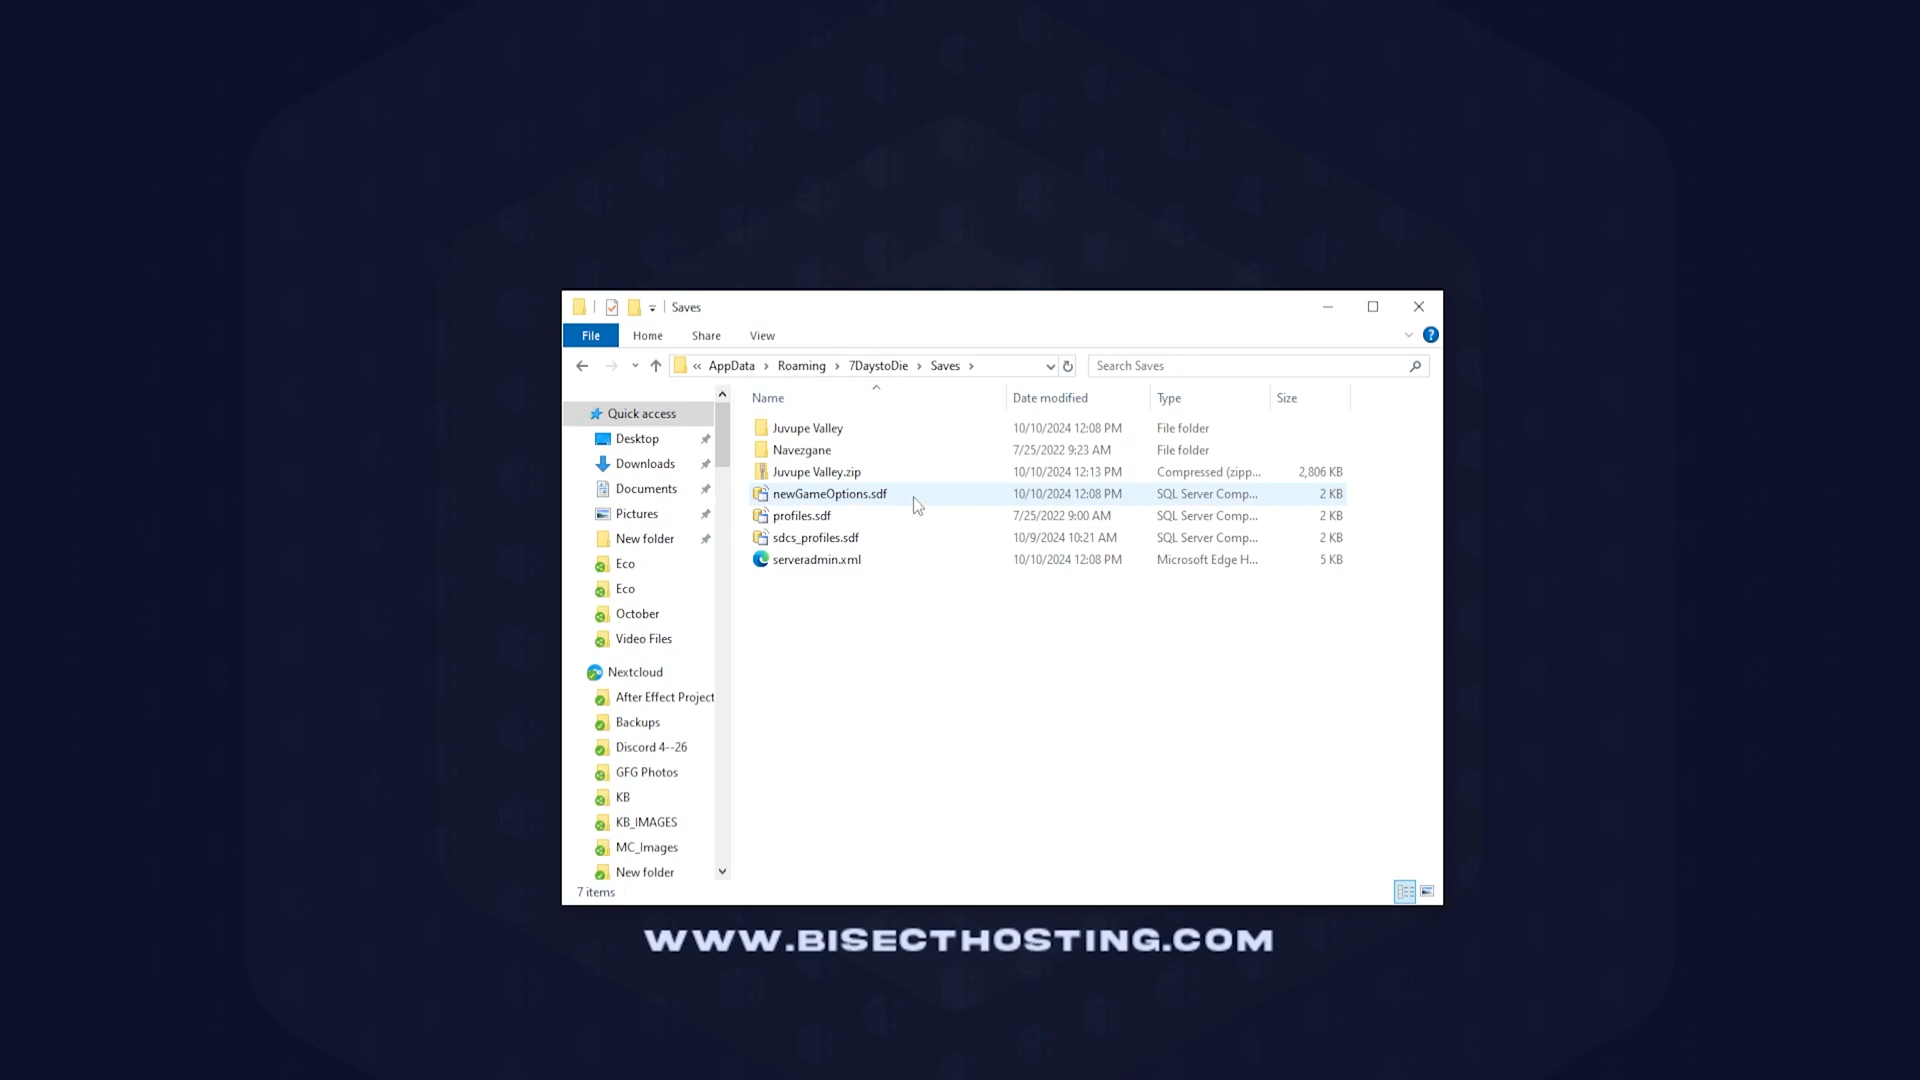 Saves
File Home Share View
« AppData > Roaming > 7DaystoDie > Saves >
Search Saves
Name Date modified Type Size
Juvupe Valley 10/10/2024 12:08 PM File folder
Navezgane 7/25/2022 9:23 AM File folder
Juvupe Valley.zip 10/10/2024 12:13 PM Compressed (zipp... 2,806 KB
newGameOptions.sdf 10/10/2024 12:08 PM SQL Server Comp... 2 KB
profiles.sdf 7/25/2022 9:00 AM SQL Server Comp... 2 KB
sdcs_profiles.sdf 10/9/2024 10:21 AM SQL Server Comp... 2 KB
serveradmin.xml 10/10/2024 12:08 PM Microsoft Edge H... 5 KB
Quick access
Desktop
Downloads
Documents
Pictures
New folder
Eco
Eco
October
Video Files
Nextcloud
After Effect Project
Backups
Discord 4--26
GFG Photos
KB
KB_IMAGES
MC_Images
New folder
7 items
WWW.BISECTHOSTING.COM